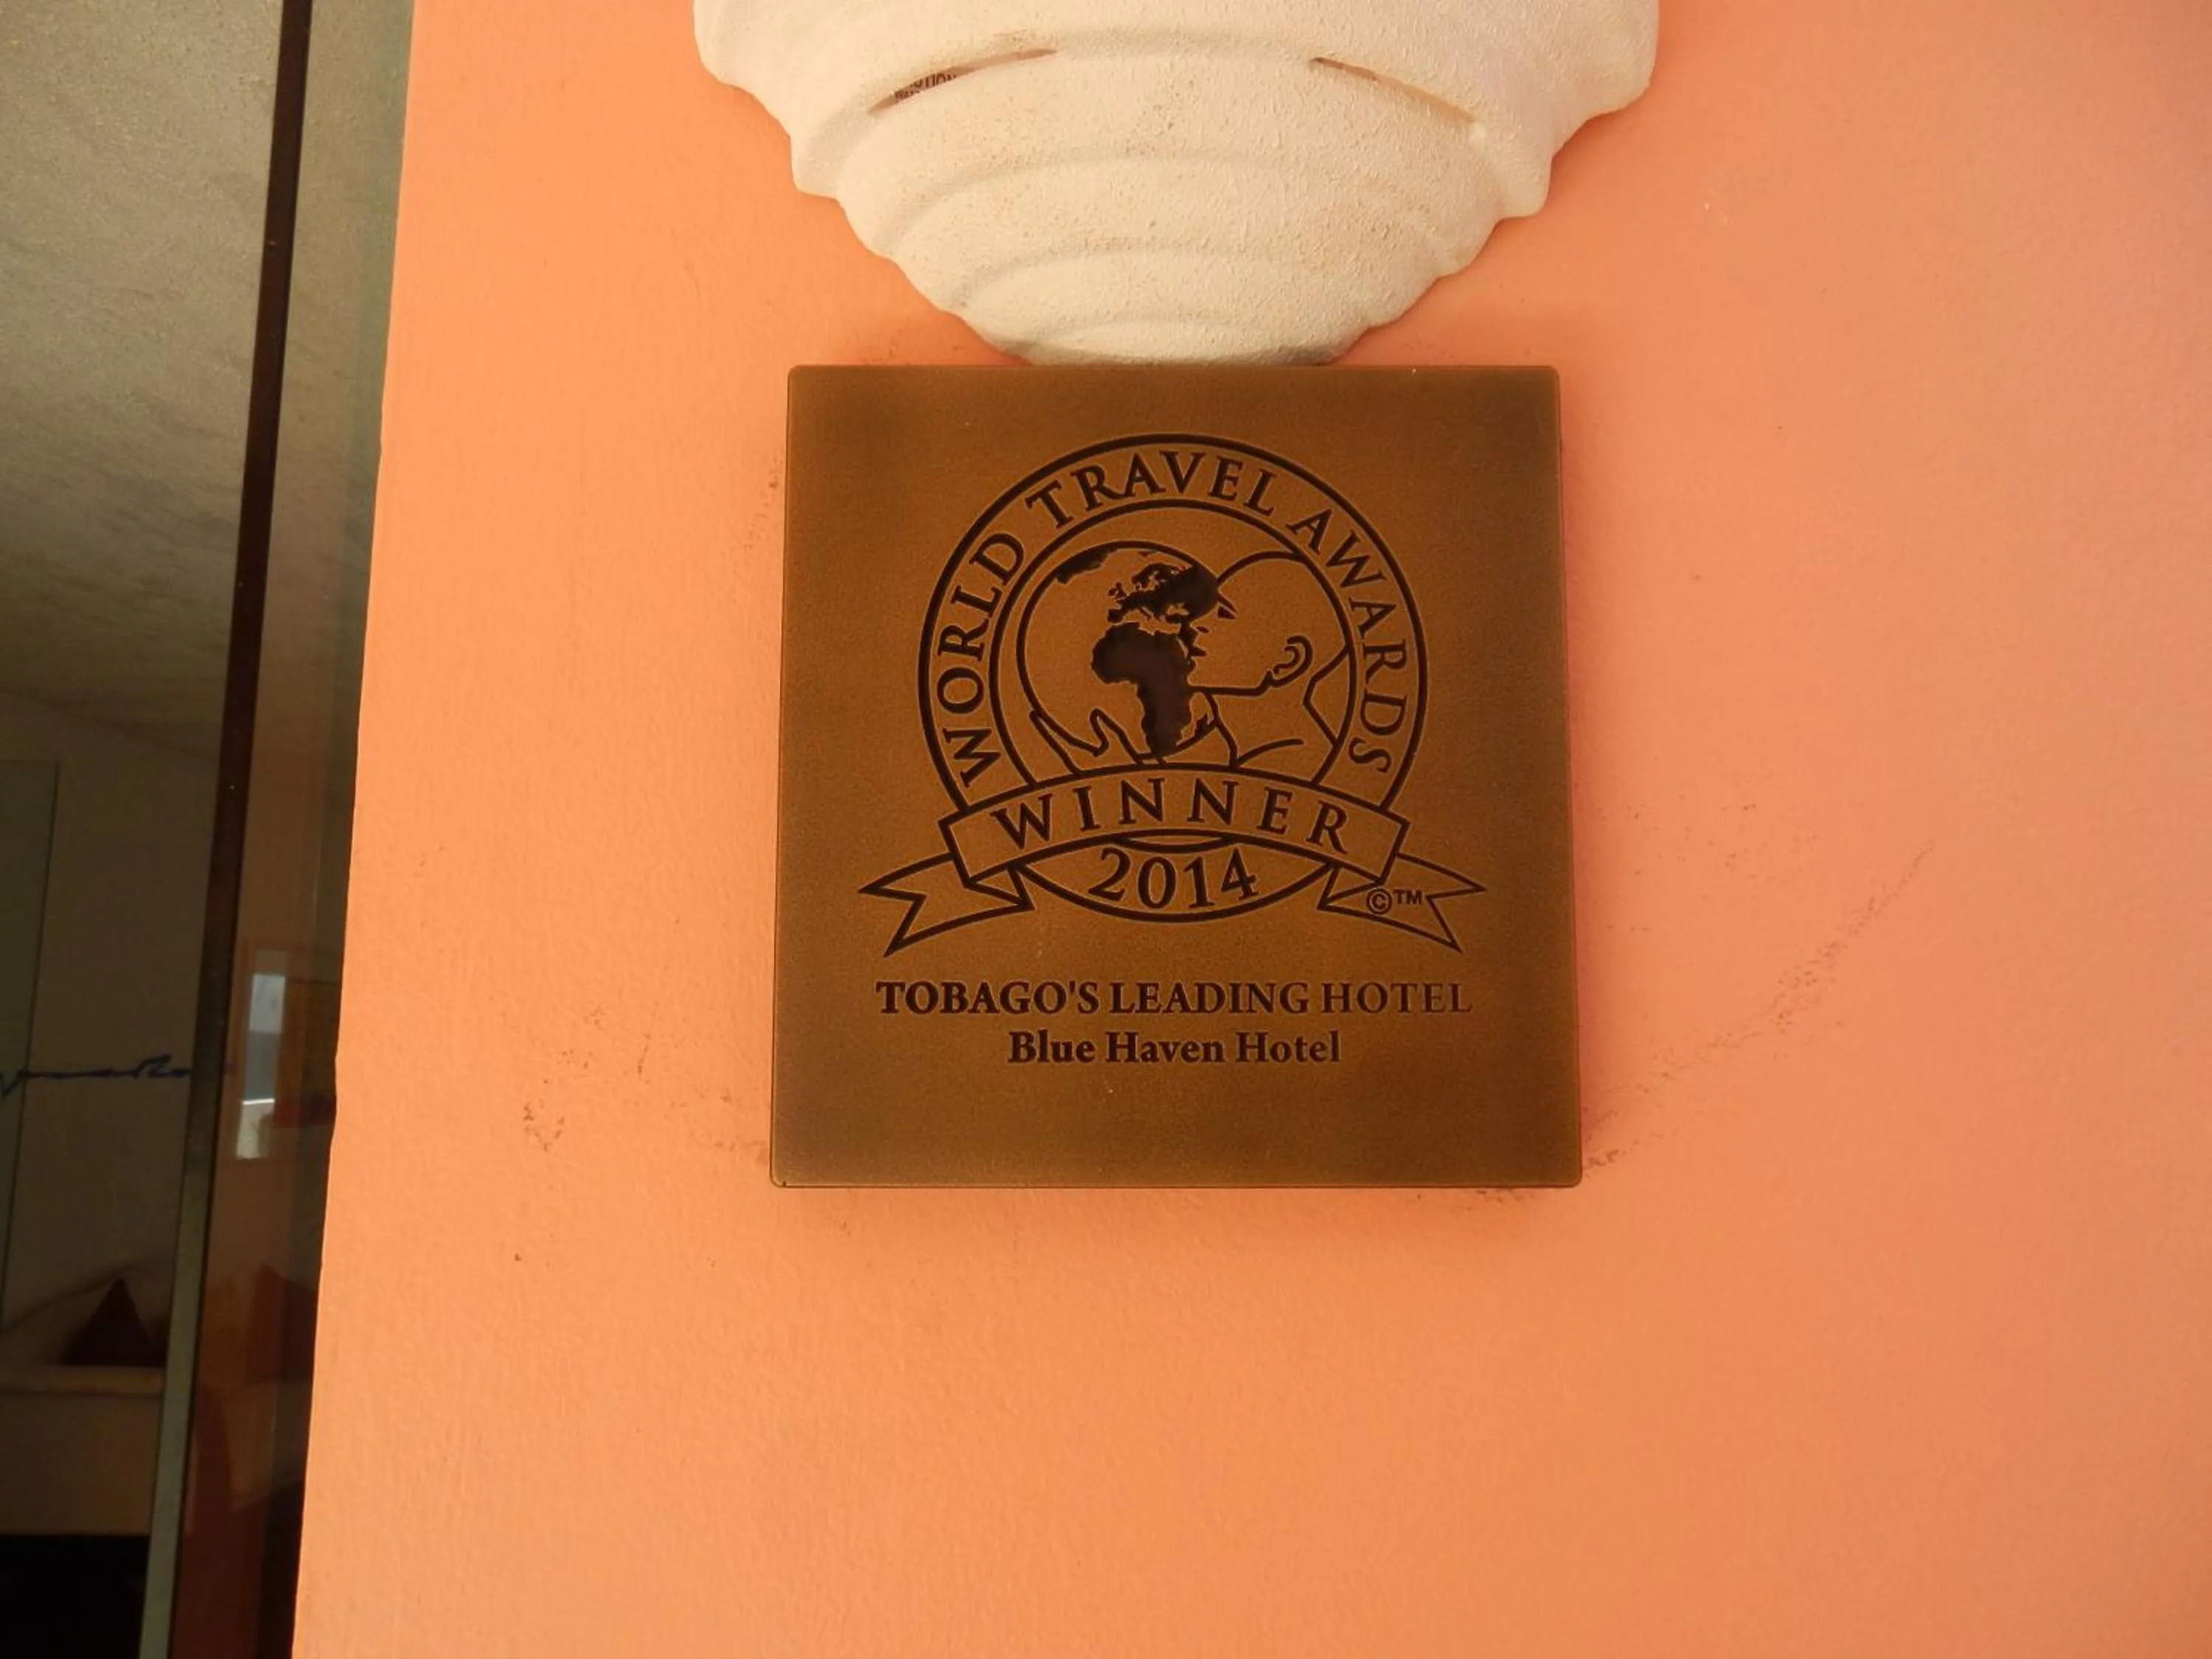 WORLD TRAVEL AWARDS
WINNER
2014
©™
TOBAGO'S LEADING HOTEL
Blue Haven Hotel